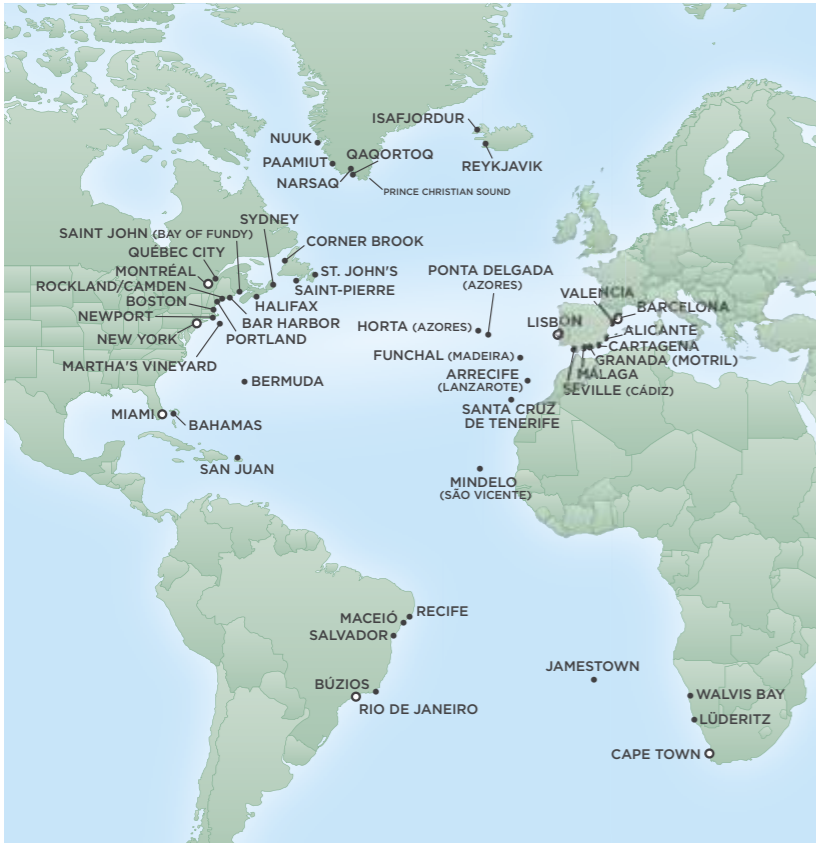 ISAFJORDUR
NUUK
QAQORTOQ
PAAMIUT
REYKJAVIK
NARSAQ
PRINCE CHRISTIAN SOUND
SYDNEY
SAINT JOHN (BAY OF FUNDY)
CORNER BROOK
QUÉBEC CITY
MONTRÉAL
ST. JOHN'S
PONTA DELGADA
(AZORES)
ROCKLAND/CAMDEN
SAINT-PIERRE
VALENCIA
BOSTON
HALIFAX
BARCELONA
NEWPORT
BAR HARBOR
HORTA (AZORES)
LISBON
ALICANTE
NEW YORK
PORTLAND
CARTAGENA
FUNCHAL (MADEIRA)
GRANADA (MOTRIL)
MARTHA'S VINEYARD
ARRECIFE
(LANZAROTE)
MÁLAGA
BERMUDA
SEVILLE (CÁDIZ)
MIAMI
SANTA CRUZ
DE TENERIFE
BAHAMAS
SAN JUAN
MINDELO
(SÃO VICENTE)
RECIFE
MACEIÓ
SALVADOR
JAMESTOWN
BÚZIOS
WALVIS BAY
RIO DE JANEIRO
LÜDERITZ
CAPE TOWN